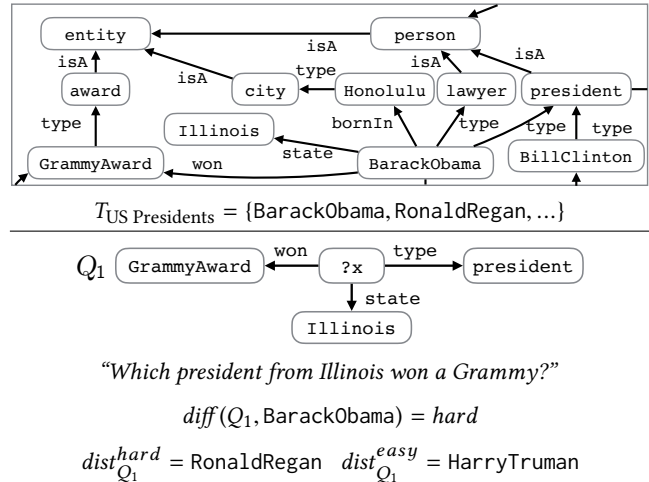 entity
person
isA
isA
isA
isA
isA
award
city
type
Honolulu
lawyer
president
type
Illinois
bornIn
type
type
type
state
GrammyAward
won
BarackObama
BillClinton
T_US Presidents = {BarackObama, RonaldRegan, ...}
Q1 GrammyAward won ?x type president
state
Illinois
“Which president from Illinois won a Grammy?”
diff(Q1, BarackObama) = hard
dist^hard_Q1 = RonaldRegan dist^easy_Q1 = HarryTruman